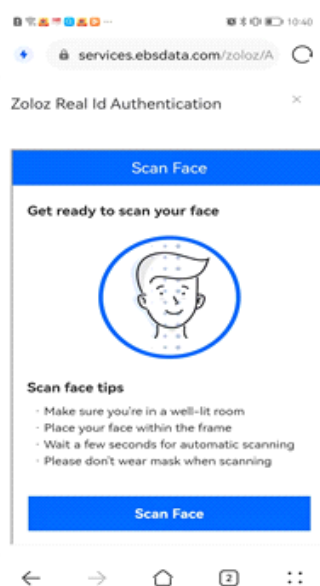 10:40
services.ebsdata.com/zoloz/A
Zoloz Real Id Authentication
Scan Face
Get ready to scan your face
Scan face tips
· Make sure you're in a well-lit room
· Place your face within the frame
· Wait a few seconds for automatic scanning
· Please don't wear mask when scanning
Scan Face
2